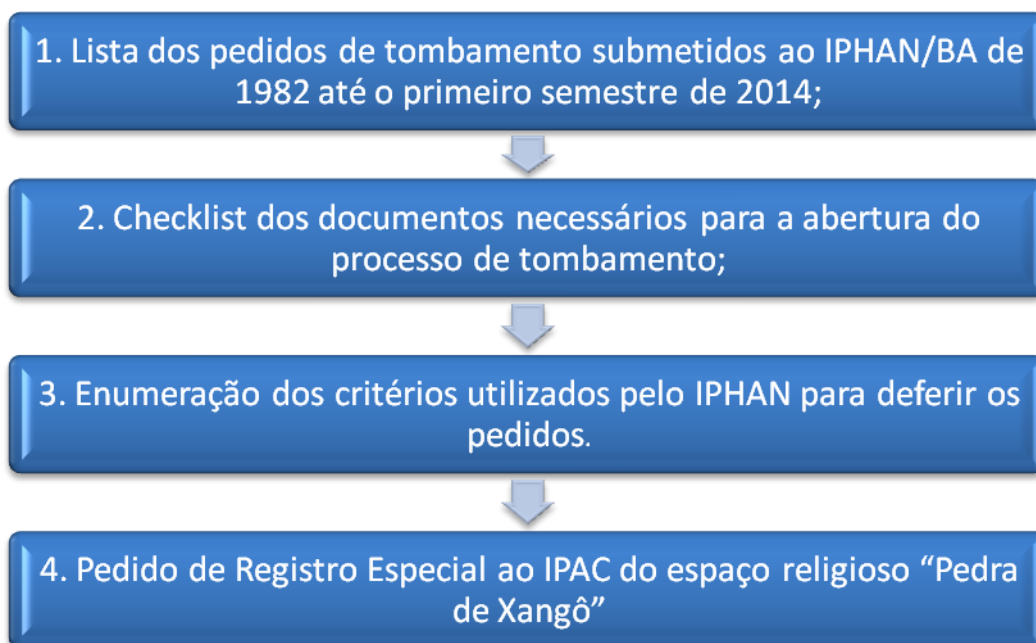 1. Lista dos pedidos de tombamento submetidos ao IPHAN/BA de
1982 até o primeiro semestre de 2014;
2. Checklist dos documentos necessários para a abertura do
processo de tombamento;
3. Enumeração dos critérios utilizados pelo IPHAN para deferir os
pedidos.
4. Pedido de Registro Especial ao IPAC do espaço religioso “Pedra
de Xangô”